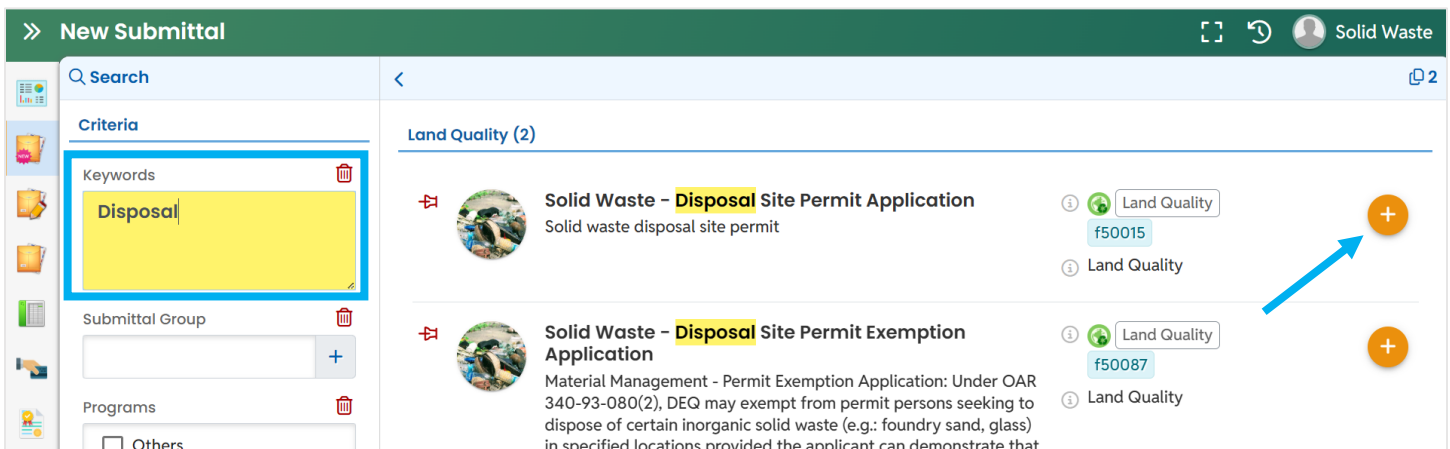 New Submittal
Solid Waste
Search
2
Criteria
Keywords
Disposal
Submittal Group
+
Programs
Others
Land Quality (2)
Solid Waste – Disposal Site Permit Application
Solid waste disposal site permit
Land Quality
f50015
Land Quality
+
Solid Waste – Disposal Site Permit Exemption
Application
Material Management - Permit Exemption Application: Under OAR
340-93-080(2), DEQ may exempt from permit persons seeking to
dispose of certain inorganic solid waste (e.g.: foundry sand, glass)
in specified locations provided the applicant can demonstrate that
Land Quality
f50087
Land Quality
+